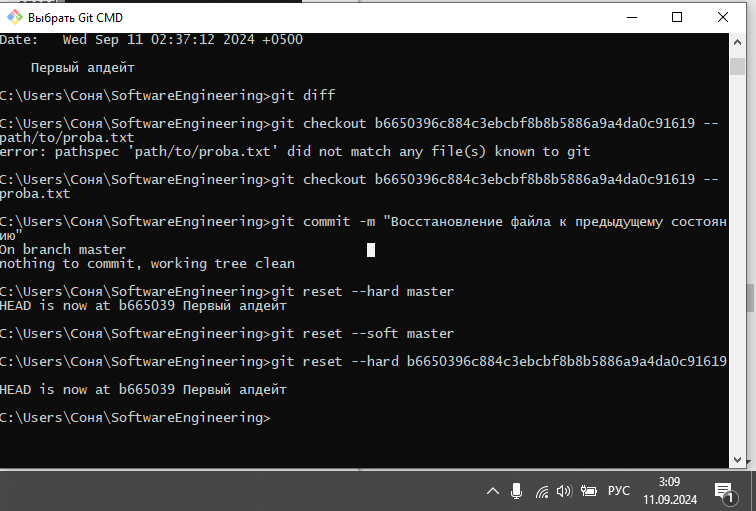 Выбрать Git CMD
Date:   Wed Sep 11 02:37:12 2024 +0500
Первый апдейт
C:\Users\Соня\SoftwareEngineering>git diff
C:\Users\Соня\SoftwareEngineering>git checkout b6650396c884c3ebcbf8b8b5886a9a4da0c91619 --
path/to/proba.txt
error: pathspec 'path/to/proba.txt' did not match any file(s) known to git
C:\Users\Соня\SoftwareEngineering>git checkout b6650396c884c3ebcbf8b8b5886a9a4da0c91619 --
proba.txt
C:\Users\Соня\SoftwareEngineering>git commit -m "Восстановление файла к предыдущему состоян
ию"
On branch master
nothing to commit, working tree clean
C:\Users\Соня\SoftwareEngineering>git reset --hard master
HEAD is now at b665039 Первый апдейт
C:\Users\Соня\SoftwareEngineering>git reset --soft master
C:\Users\Соня\SoftwareEngineering>git reset --hard b6650396c884c3ebcbf8b8b5886a9a4da0c91619
HEAD is now at b665039 Первый апдейт
C:\Users\Соня\SoftwareEngineering>
РУС
3:09
11.09.2024
1